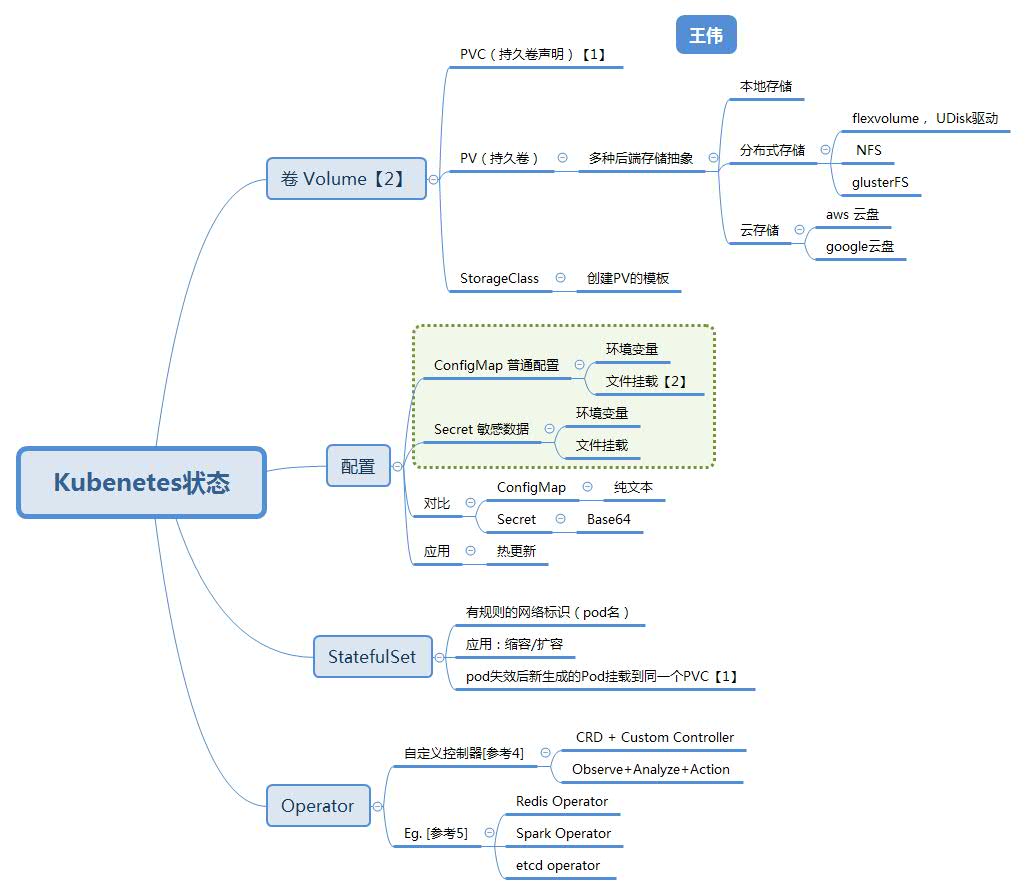 王伟
Kubenetes状态
卷 Volume【2】
PVC（持久卷声明）【1】
PV（持久卷）
多种后端存储抽象
本地存储
分布式存储
flexvolume ， UDisk驱动
NFS
glusterFS
云存储
aws 云盘
google云盘
StorageClass
创建PV的模板
配置
ConfigMap 普通配置
环境变量
文件挂载【2】
Secret 敏感数据
环境变量
文件挂载
对比
ConfigMap
纯文本
Secret
Base64
应用
热更新
StatefulSet
有规则的网络标识（pod名）
应用：缩容/扩容
pod失效后新生成的Pod挂载到同一个PVC【1】
Operator
自定义控制器[参考4]
CRD + Custom Controller
Observe+Analyze+Action
Eg. [参考5]
Redis Operator
Spark Operator
etcd operator